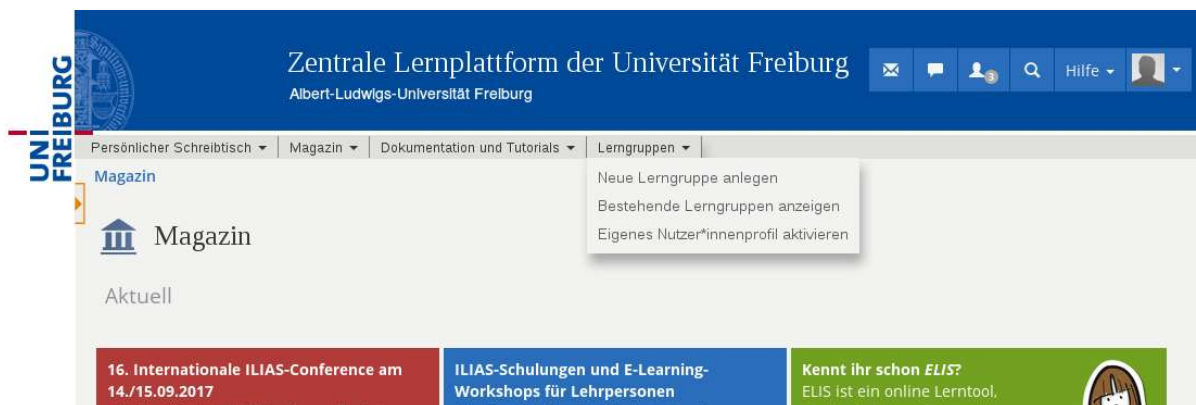 UNI
FREIBURG
Zentrale Lernplattform der Universität Freiburg
Albert-Ludwigs-Universität Freiburg
3
Hilfe
Persönlicher Schreibtisch
Magazin
Dokumentation und Tutorials
Lerngruppen
Magazin
Neue Lerngruppe anlegen
Bestehende Lerngruppen anzeigen
Eigenes Nutzer*innenprofil aktivieren
Magazin
Aktuell
16. Internationale ILIAS-Conference am
14./15.09.2017
ILIAS-Schulungen und E-Learning-
Workshops für Lehrpersonen
Kennt ihr schon ELIS?
ELIS ist ein online Lerntool,